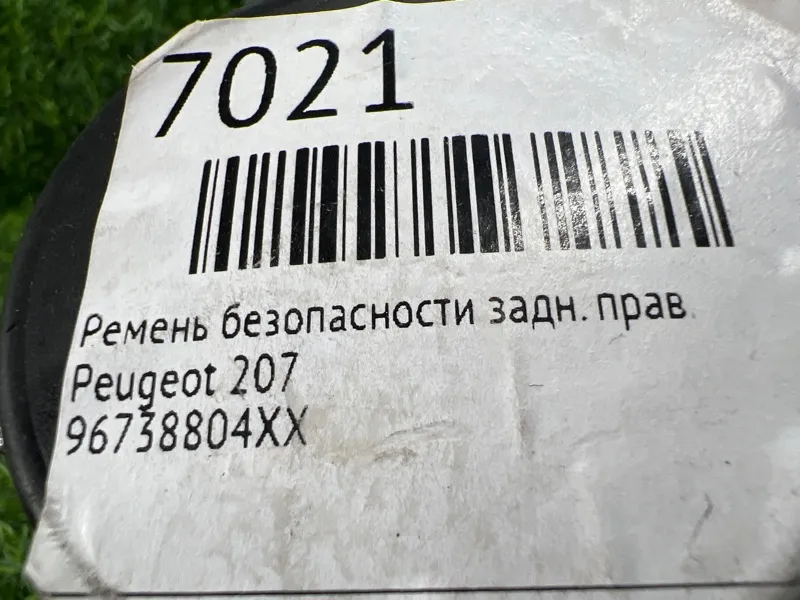 7021
Ремень безопасности задн. прав.
Peugeot 207
96738804XX